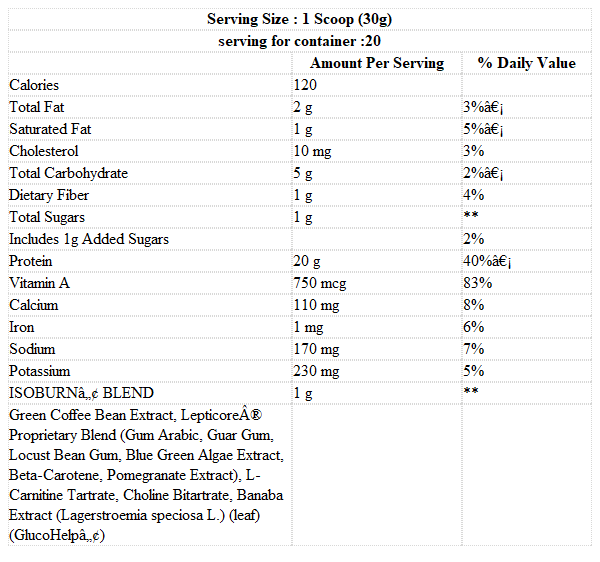 Serving Size : 1 Scoop (30g)
serving for container :20
Amount Per Serving % Daily Value
Calories 120
Total Fat 2 g 3%â€¡
Saturated Fat 1 g 5%â€¡
Cholesterol 10 mg 3%
Total Carbohydrate 5 g 2%â€¡
Dietary Fiber 1 g 4%
Total Sugars 1 g **
Includes 1g Added Sugars 2%
Protein 20 g 40%â€¡
Vitamin A 750 mcg 83%
Calcium 110 mg 8%
Iron 1 mg 6%
Sodium 170 mg 7%
Potassium 230 mg 5%
ISOBURNâ„¢ BLEND 1 g **
Green Coffee Bean Extract, LepticoreÂ®
Proprietary Blend (Gum Arabic, Guar Gum,
Locust Bean Gum, Blue Green Algae Extract,
Beta-Carotene, Pomegranate Extract), L-
Carnitine Tartrate, Choline Bitartrate, Banaba
Extract (Lagerstroemia speciosa L.) (leaf)
(GlucoHelpâ„¢)